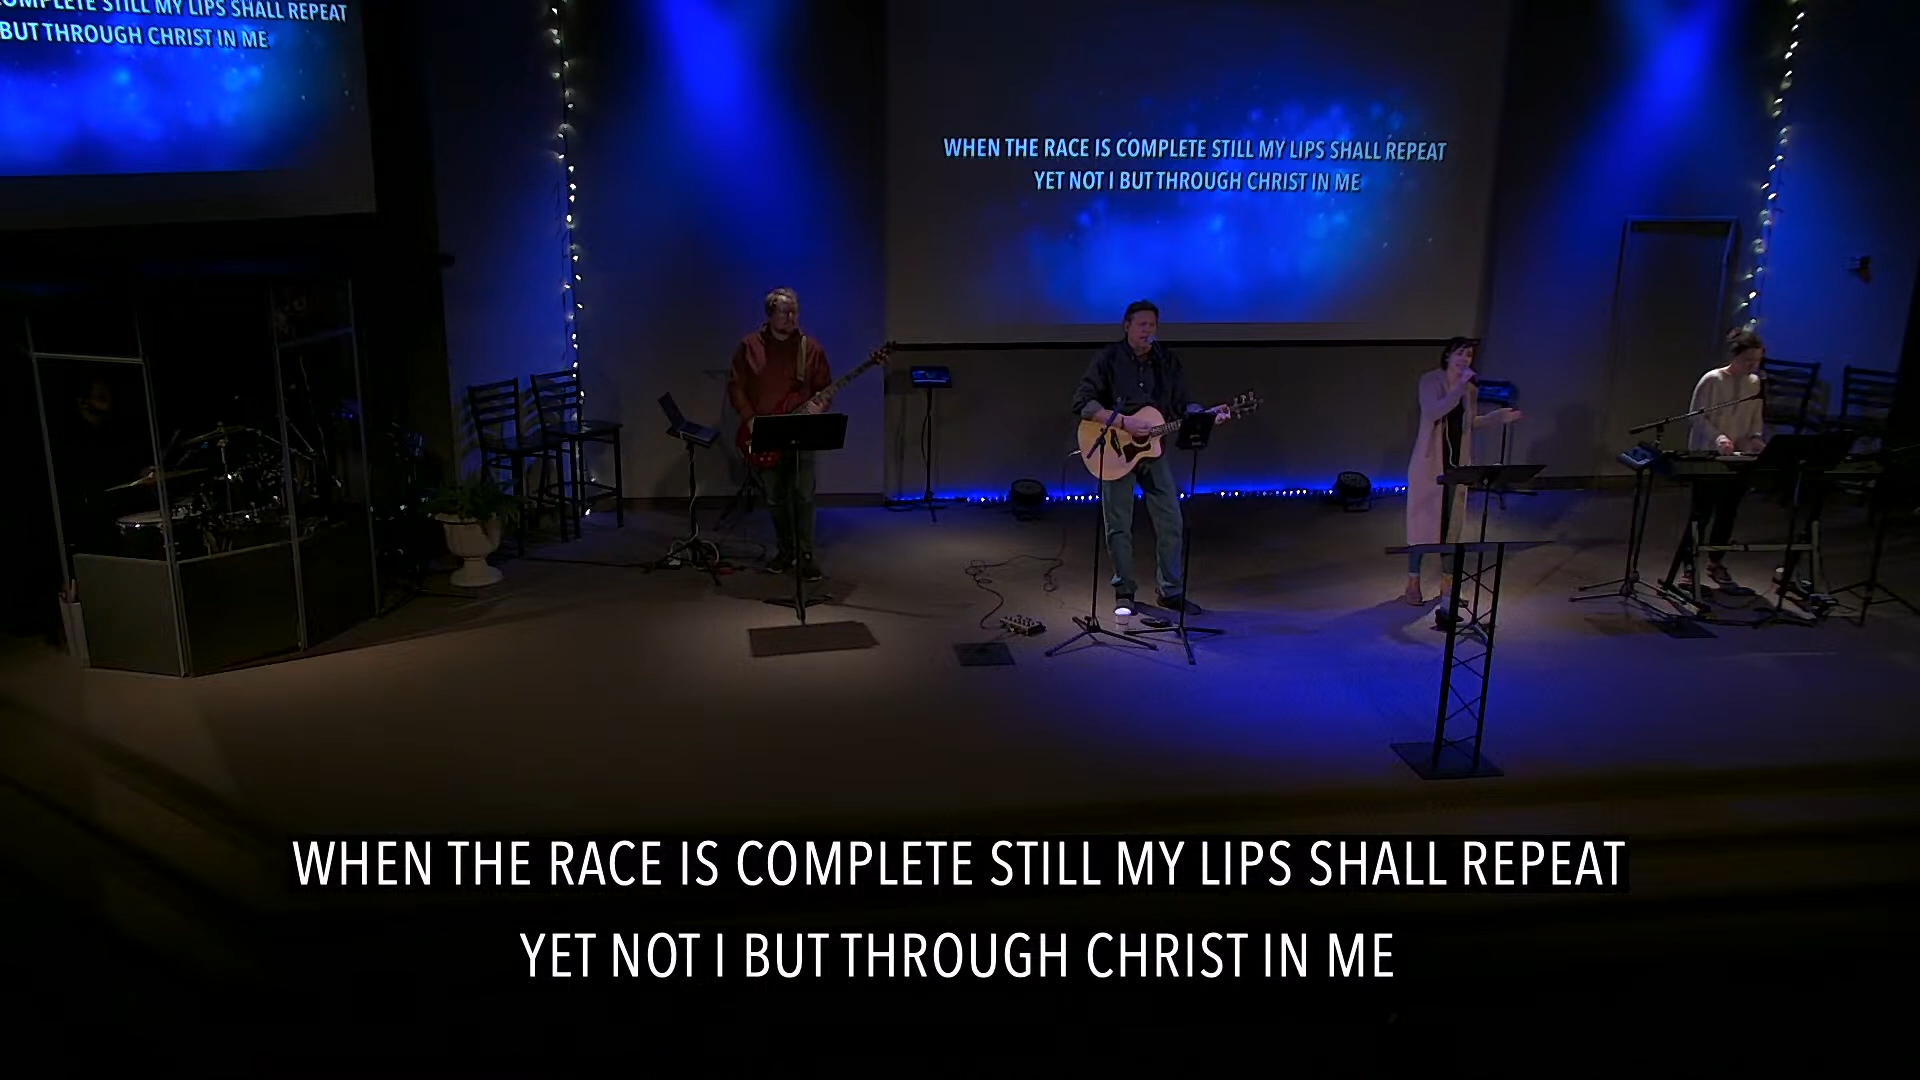 COMPLETE STILL MY LIPS SHALL REPEAT
BUT THROUGH CHRIST IN ME
WHEN THE RACE IS COMPLETE STILL MY LIPS SHALL REPEAT
YET NOT I BUT THROUGH CHRIST IN ME
WHEN THE RACE IS COMPLETE STILL MY LIPS SHALL REPEAT
YET NOT I BUT THROUGH CHRIST IN ME